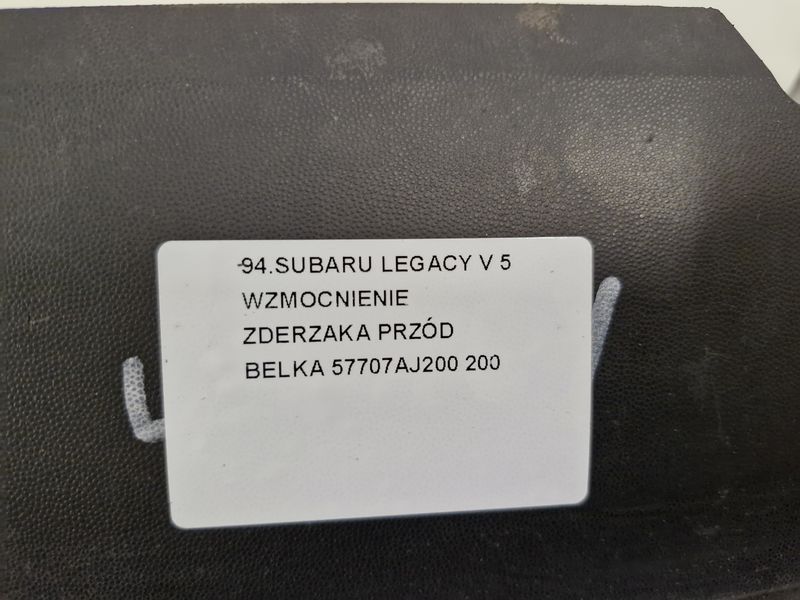 -94.SUBARU LEGACY V 5
WZMOCNIENIE
ZDERZAKA PRZÓD
BELKA 57707AJ200 200